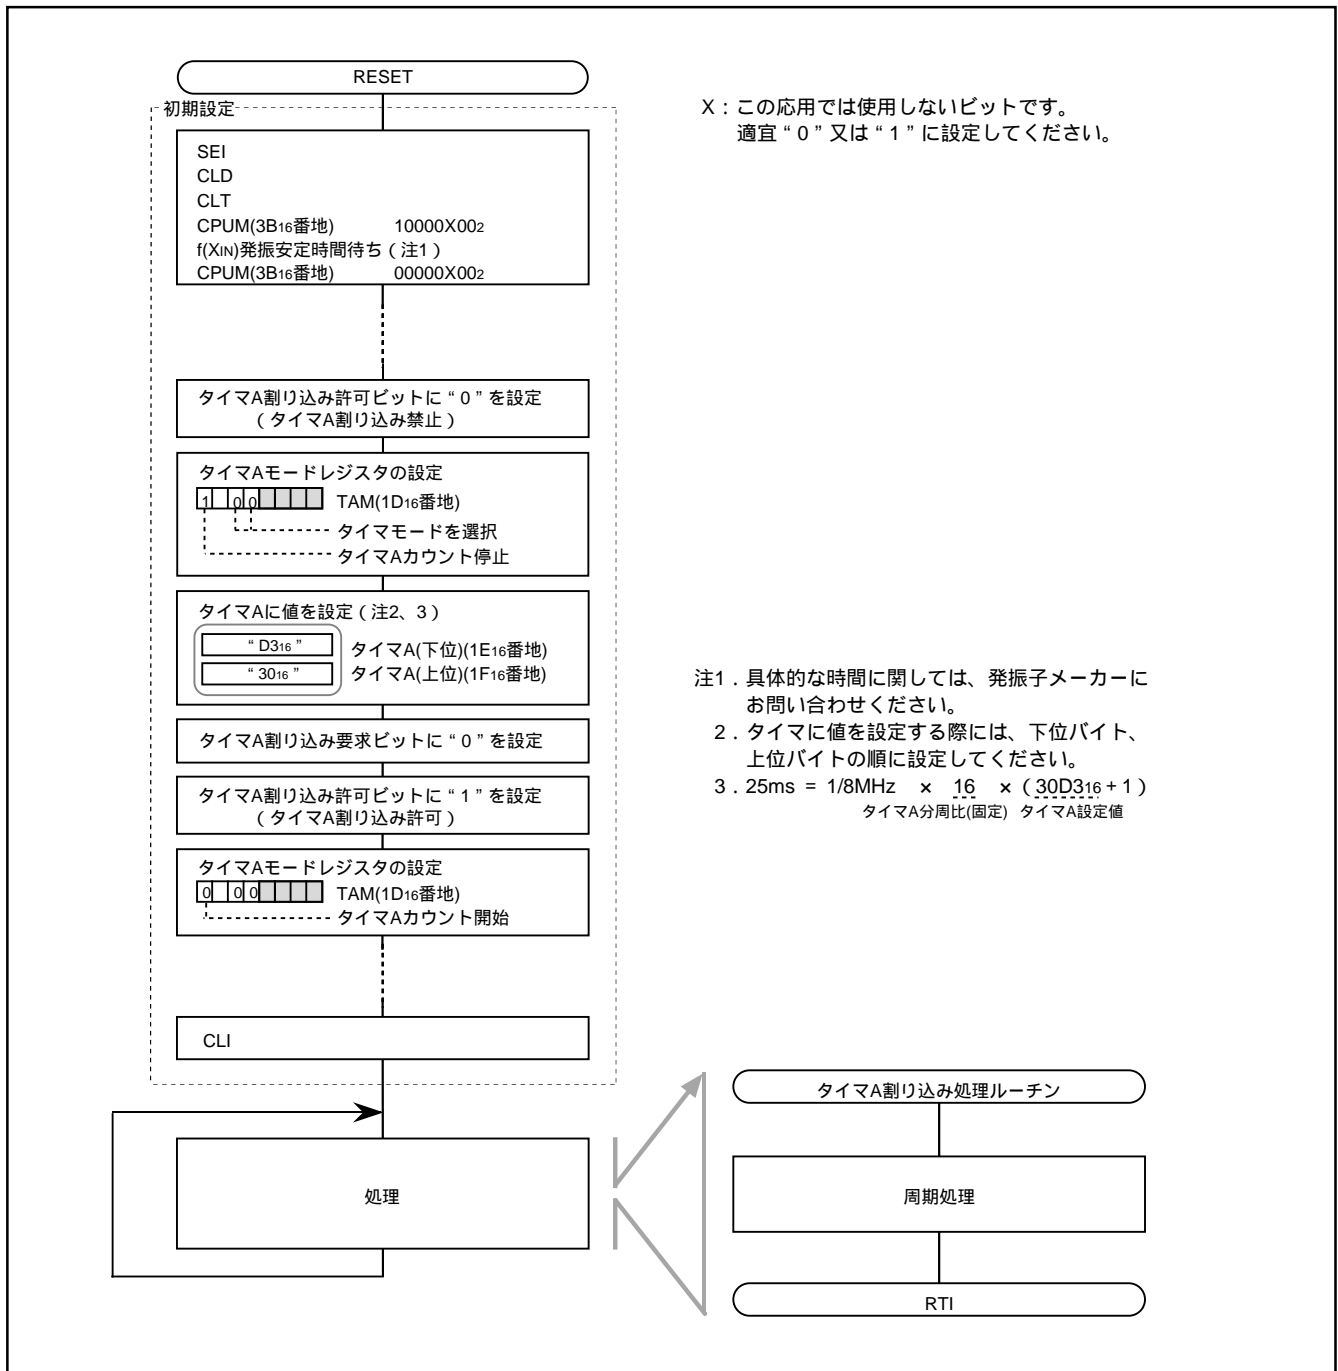 RESET
初期設定
SEI
CLD
CLT
CPUM(3B16番地) 10000X002
f(XIN)発振安定時間待ち（注1）
CPUM(3B16番地) 00000X002
タイマA割り込み許可ビットに“0”を設定
（タイマA割り込み禁止）
タイマAモードレジスタの設定
1 0 0 TAM(1D16番地)
タイマモードを選択
タイマAカウント停止
タイマAに値を設定（注2、3）
“D316” タイマA(下位)(1E16番地)
“3016” タイマA(上位)(1F16番地)
タイマA割り込み要求ビットに“0”を設定
タイマA割り込み許可ビットに“1”を設定
（タイマA割り込み許可）
タイマAモードレジスタの設定
0 0 0 TAM(1D16番地)
タイマAカウント開始
CLI
処理
X：この応用では使用しないビットです。
適宜“0”又は“1”に設定してください。
注1．具体的な時間に関しては、発振子メーカーに
お問い合わせください。
2．タイマに値を設定する際には、下位バイト、
上位バイトの順に設定してください。
3．25ms = 1/8MHz × 16 ×（30D316+1）
タイマA分周比(固定) タイマA設定値
タイマA割り込み処理ルーチン
周期処理
RTI